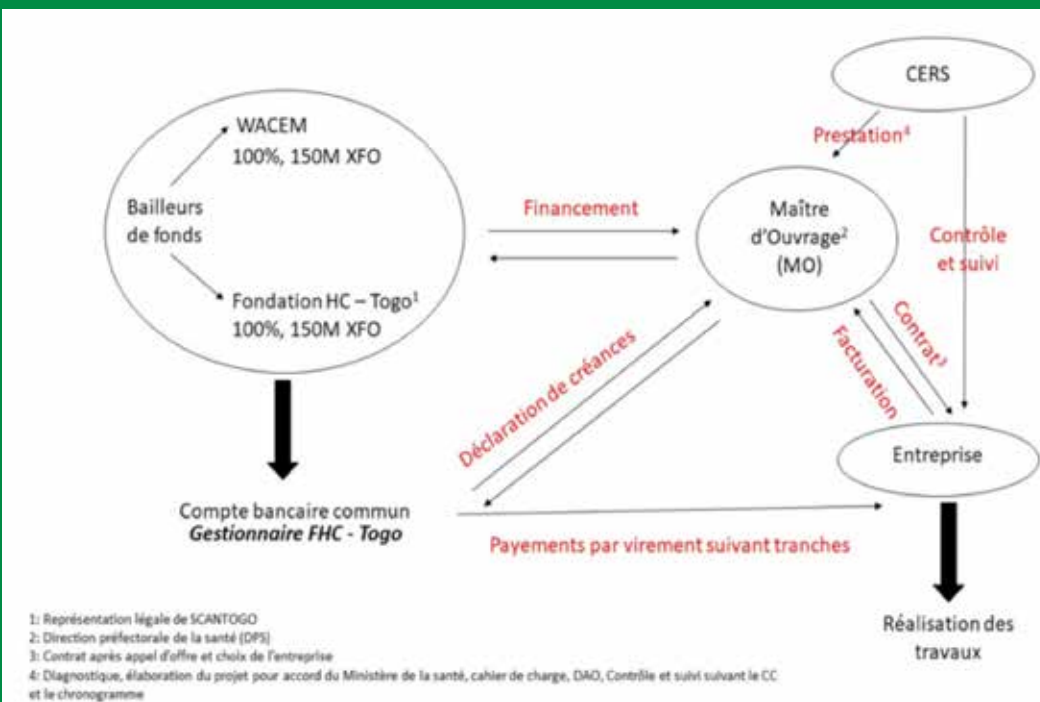 CERS
WACEM
100%, 150M XFO
Prestation4
Bailleurs
de fonds
Financement
Maître
d'Ouvrage2
(MO)
Contrôle
et suivi
Fondation HC – Togo1
100%, 150M XFO
Contrat3
Facturation
Déclaration de créances
Entreprise
Compte bancaire commun
Gestionnaire FHC - Togo
Payements par virement suivant tranches
Réalisation des
travaux
1: Représentation légale de SCANTOGO
2: Direction préfectorale de la santé (DPS)
3: Contrat après appel d'offre et choix de l'entreprise
4: Diagnostique, élaboration du projet pour accord du Ministère de la santé, cahier de charge, DAO, Contrôle et suivi suivant le CC
et le chronogramme